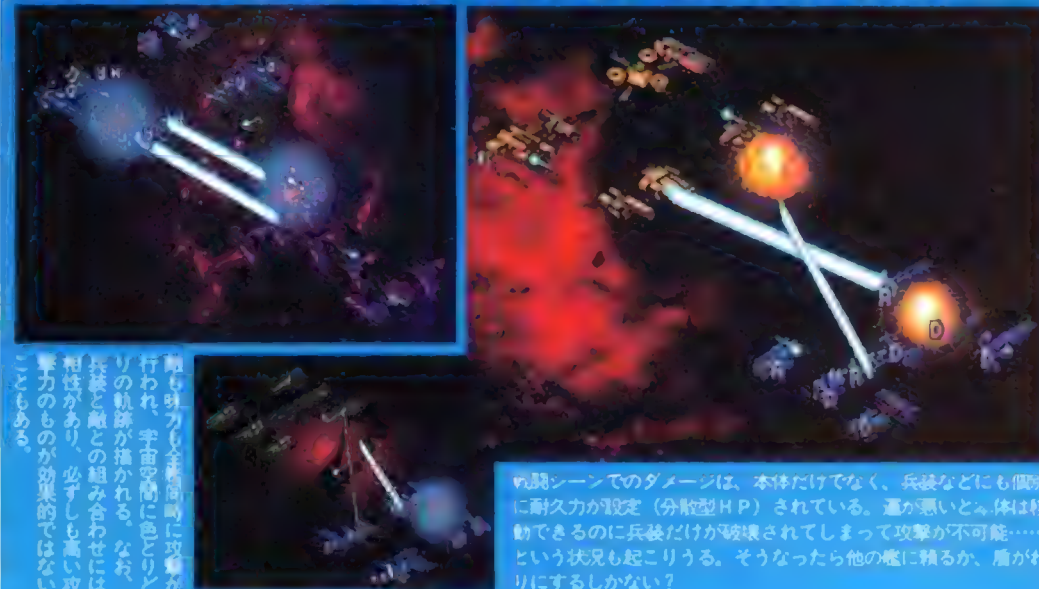 敵も味方も全衛同時に攻撃が
行われ、宇宙空間に色とりど
りの軌跡が描かれる。なお、
兵装と敵との組み合わせには
相性があり、必ずしも高い攻
撃力のものが効果的ではない
こともある。
戦闘シーンでのダメージは、本体だけでなく、兵装などにも個別
に耐久力が設定（分散型HP）されている。運が悪いと本体は移
動できるのに兵装だけが破壊されてしまって攻撃が不可能……
という状況も起こりうる。そうなったら他の艦に頼るか、盾がわ
りにするしかない？